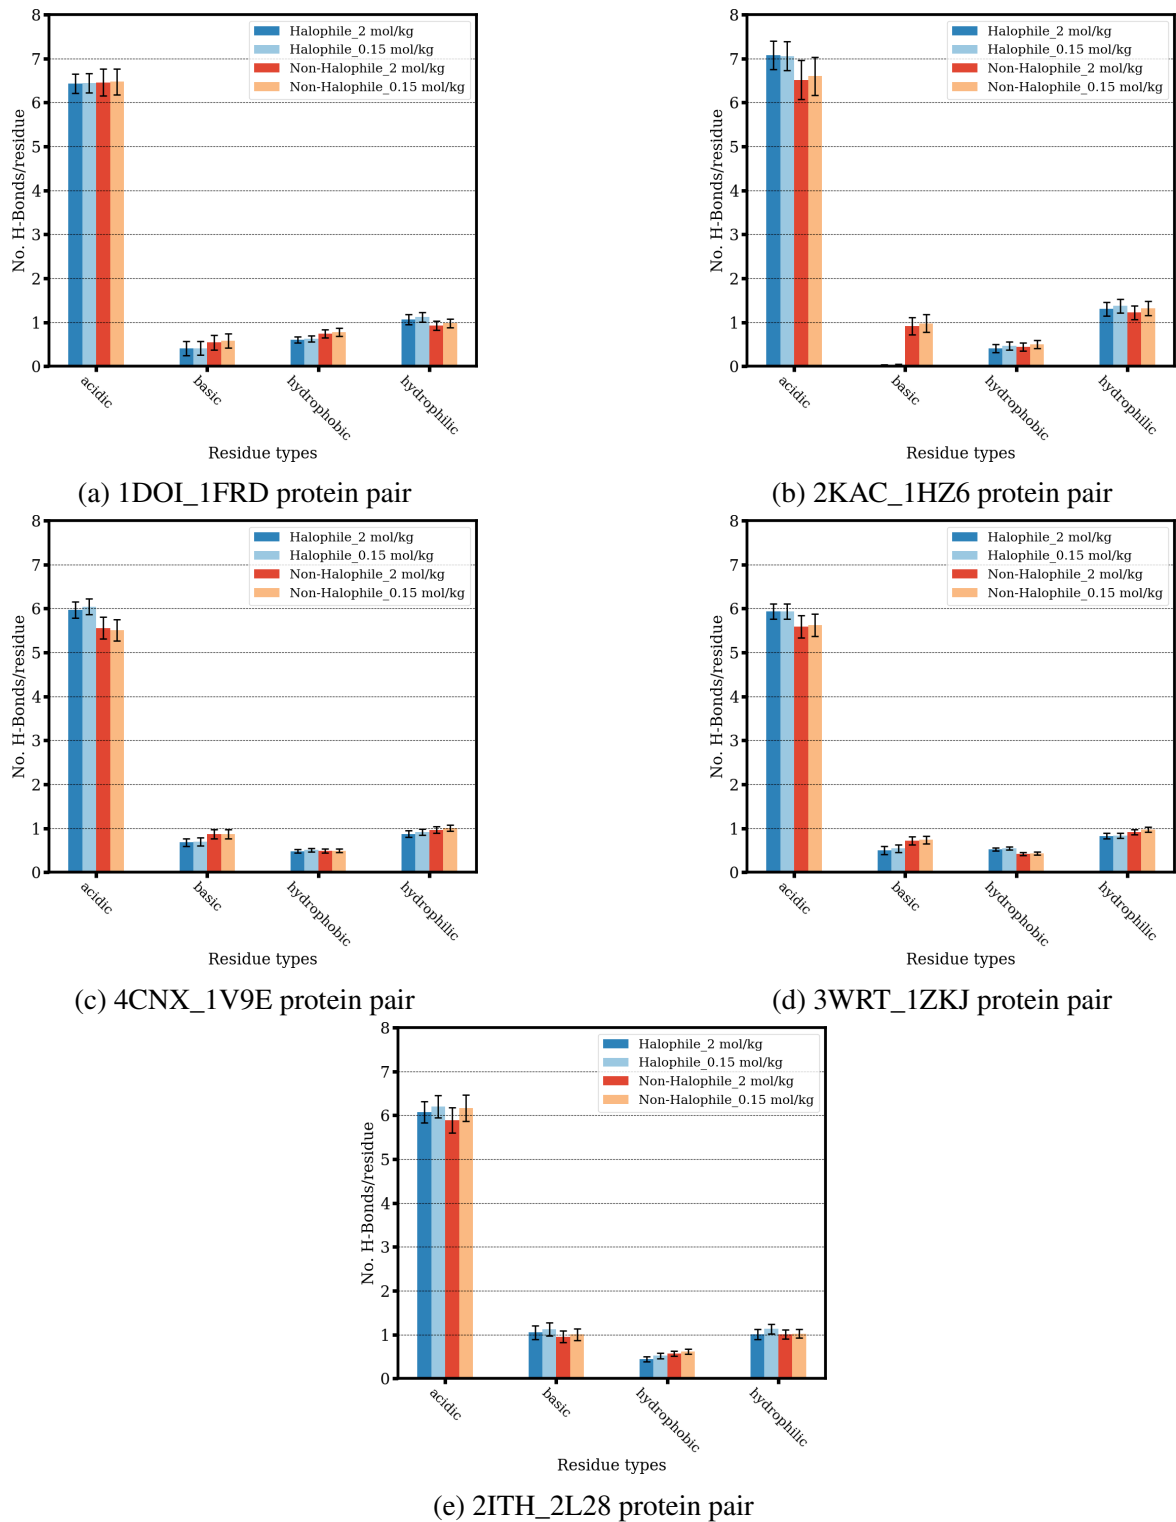 8
7
6
5
4
3
2
1
0
No. H-Bonds/residue
Halophile_2 mol/kg
Halophile_0.15 mol/kg
Non-Halophile_2 mol/kg
Non-Halophile_0.15 mol/kg
acidic
basic
hydrophobic
hydrophilic
Residue types
(a) 1DOI_1FRD protein pair
8
7
6
5
4
3
2
1
0
No. H-Bonds/residue
Halophile_2 mol/kg
Halophile_0.15 mol/kg
Non-Halophile_2 mol/kg
Non-Halophile_0.15 mol/kg
acidic
basic
hydrophobic
hydrophilic
Residue types
(b) 2KAC_1HZ6 protein pair
8
7
6
5
4
3
2
1
0
No. H-Bonds/residue
Halophile_2 mol/kg
Halophile_0.15 mol/kg
Non-Halophile_2 mol/kg
Non-Halophile_0.15 mol/kg
acidic
basic
hydrophobic
hydrophilic
Residue types
(c) 4CNX_1V9E protein pair
8
7
6
5
4
3
2
1
0
No. H-Bonds/residue
Halophile_2 mol/kg
Halophile_0.15 mol/kg
Non-Halophile_2 mol/kg
Non-Halophile_0.15 mol/kg
acidic
basic
hydrophobic
hydrophilic
Residue types
(d) 3WRT_1ZKJ protein pair
8
7
6
5
4
3
2
1
0
No. H-Bonds/residue
Halophile_2 mol/kg
Halophile_0.15 mol/kg
Non-Halophile_2 mol/kg
Non-Halophile_0.15 mol/kg
acidic
basic
hydrophobic
hydrophilic
Residue types
(e) 2ITH_2L28 protein pair